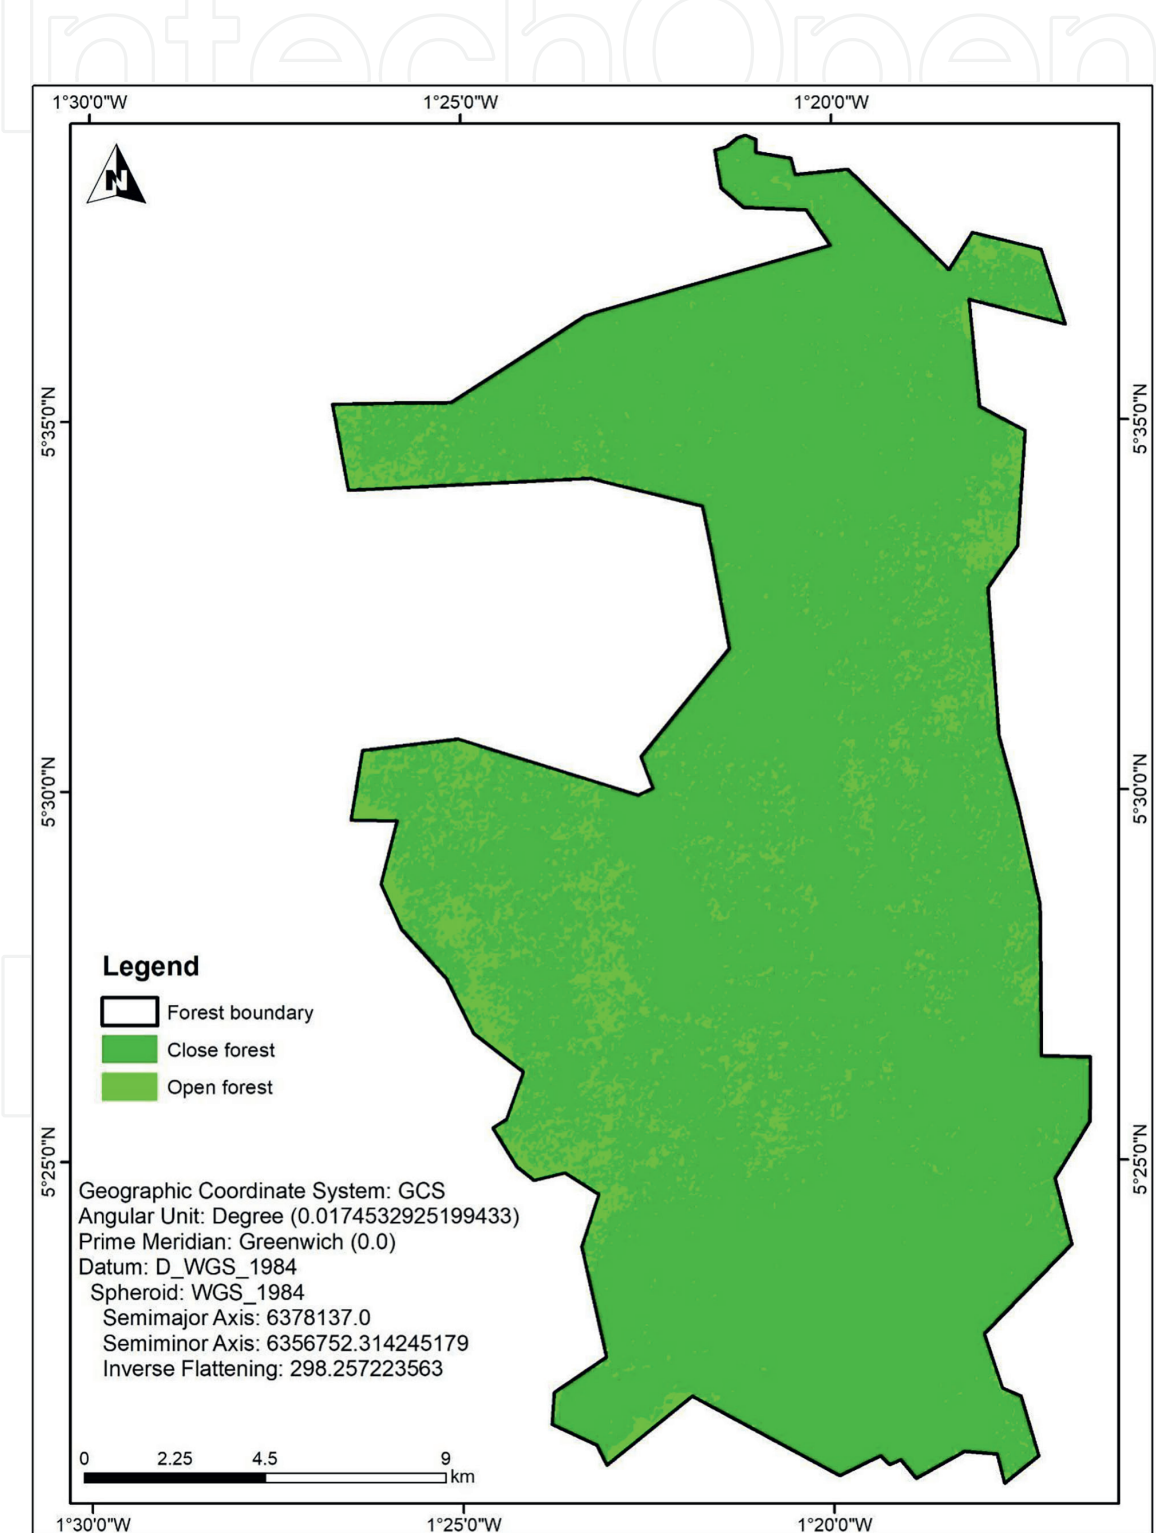 IntechOpen
1°30'0"W 1°25'0"W 1°20'0"W
N
5°35'0"N 5°35'0"N
5°30'0"N 5°30'0"N
Legend
Forest boundary
Close forest
Open forest
5°25'0"N 5°25'0"N
Geographic Coordinate System: GCS
Angular Unit: Degree (0.0174532925199433)
Prime Meridian: Greenwich (0.0)
Datum: D_WGS_1984
Spheroid: WGS_1984
Semimajor Axis: 6378137.0
Semiminor Axis: 6356752.314245179
Inverse Flattening: 298.257223563
0 2.25 4.5 9
km
1°30'0"W 1°25'0"W 1°20'0"W